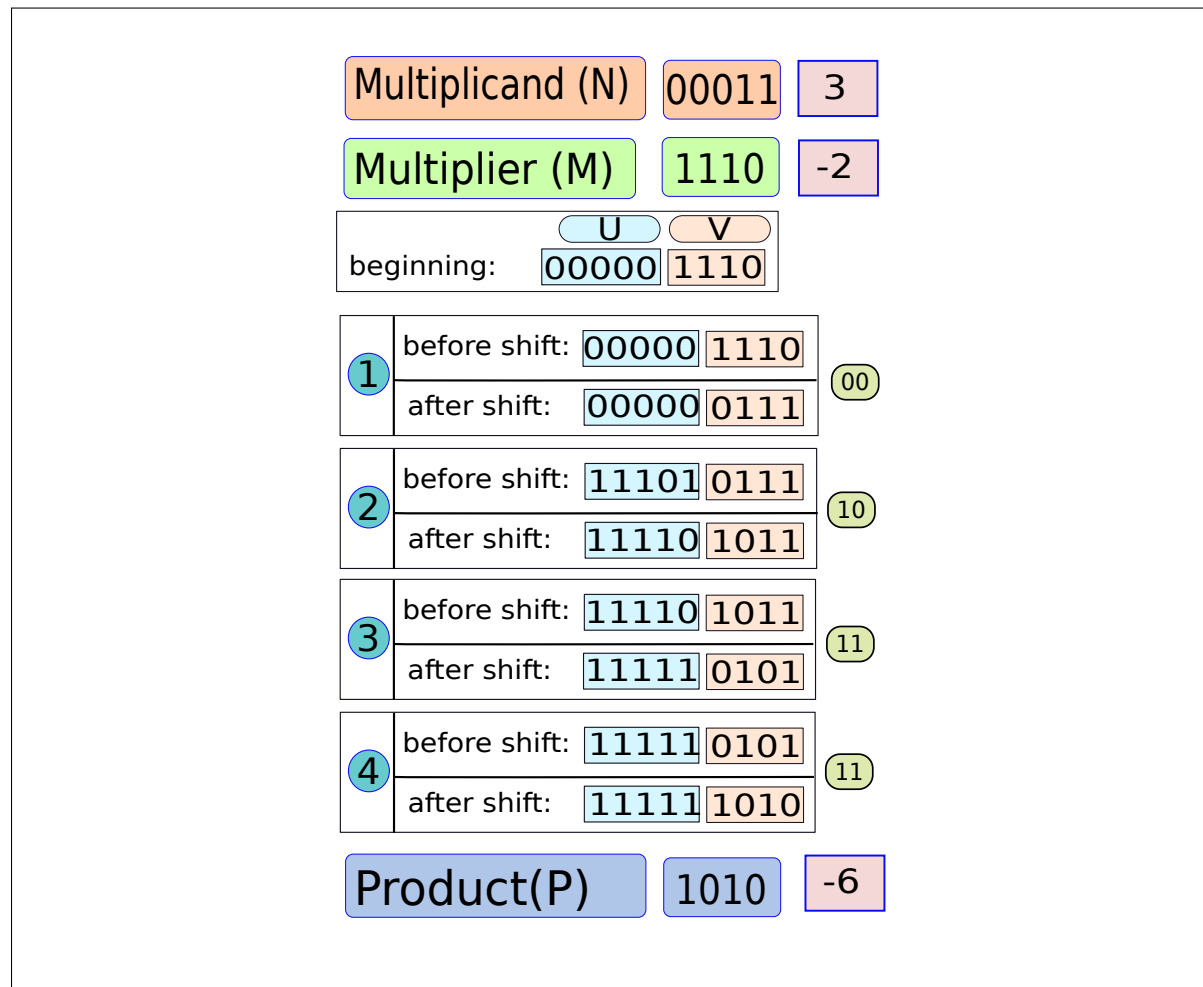 Multiplicand (N) 00011 3
Multiplier (M) 1110 -2
U V
beginning: 00000 1110
1 before shift: 00000 1110
after shift: 00000 0111
00
2 before shift: 11101 0111
after shift: 11110 1011
10
3 before shift: 11110 1011
after shift: 11111 0101
11
4 before shift: 11111 0101
after shift: 11111 1010
11
Product(P) 1010 -6